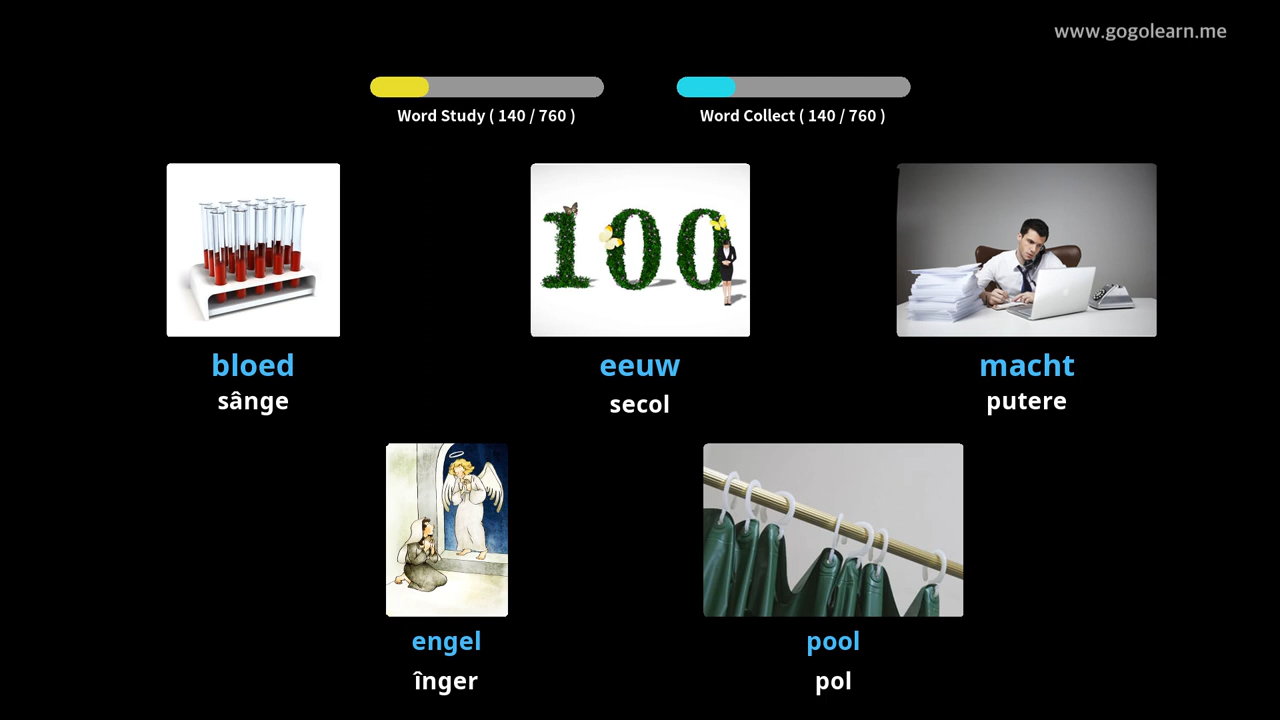 www.gogolearn.me
Word Study ( 140 / 760 )
Word Collect ( 140 / 760 )
100
bloed
sânge
eeuw
secol
macht
putere
engel
înger
pool
pol